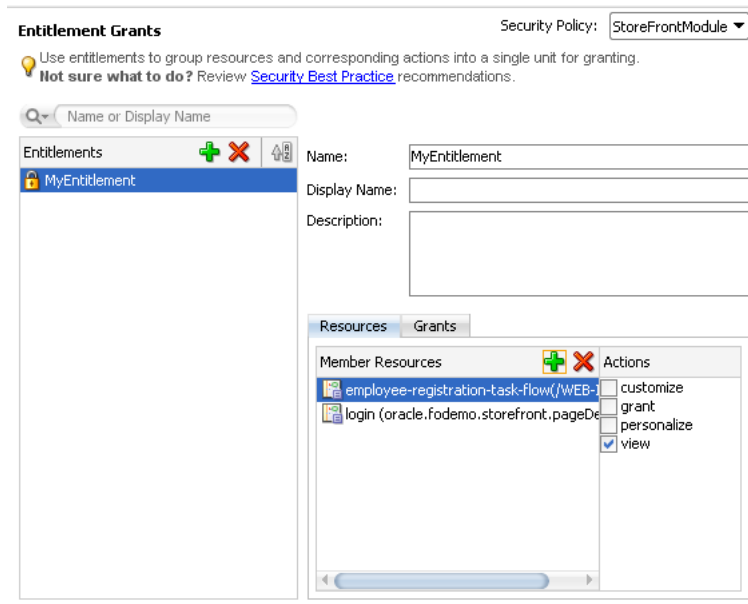 Entitlement Grants
Security Policy: StoreFrontModule
Use entitlements to group resources and corresponding actions into a single unit for granting.
Not sure what to do? Review Security Best Practice recommendations.
Name or Display Name
Entitlements
MyEntitlement
Name: MyEntitlement
Display Name:
Description:
Resources Grants
Member Resources
employee-registration-task-flow(/WEB-I
login (oracle.fodemo.storefront.pageDe
Actions
customize
grant
personalize
view